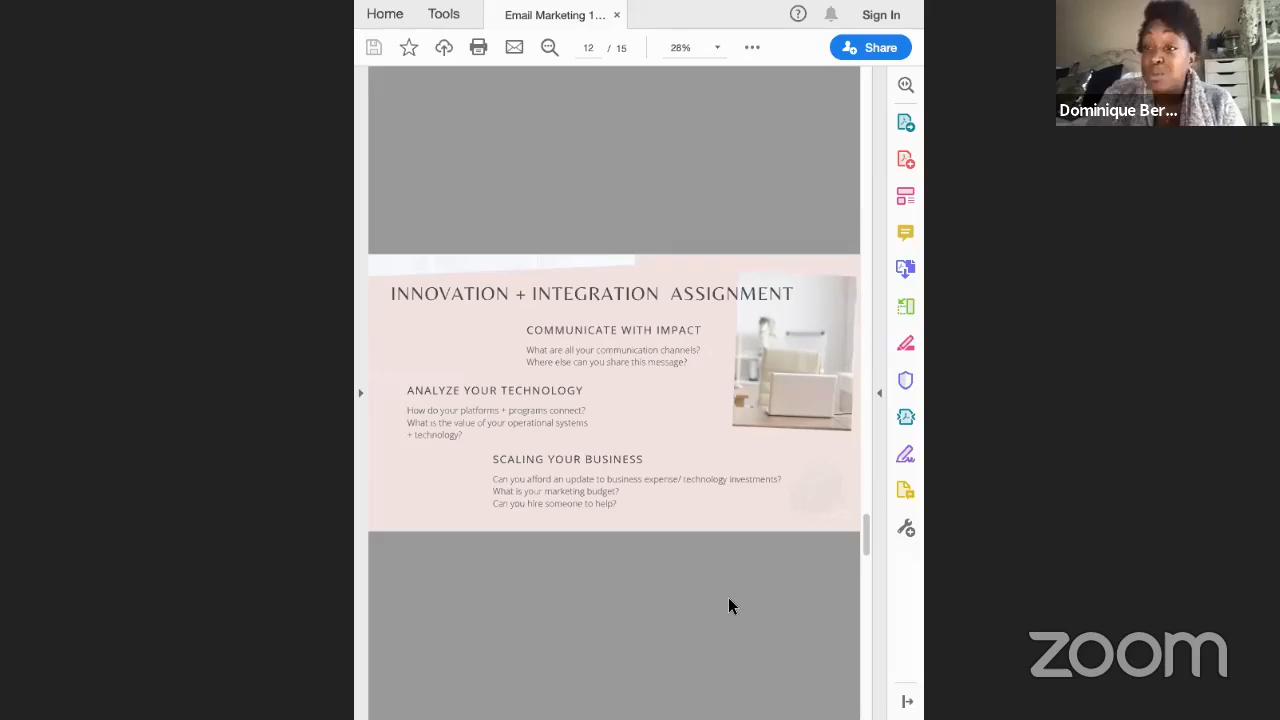 Home
Tools
Email Marketing 1...
×
Sign In
12 / 15
28%
Share
Dominique Ber...
INNOVATION + INTEGRATION ASSIGNMENT
COMMUNICATE WITH IMPACT
What are all your communication channels?
Where else can you share this message?
ANALYZE YOUR TECHNOLOGY
How do your platforms + programs connect?
What is the value of your operational systems
+ technology?
SCALING YOUR BUSINESS
Can you afford an update to business expense/ technology investments?
What is your marketing budget?
Can you hire someone to help?
zoom